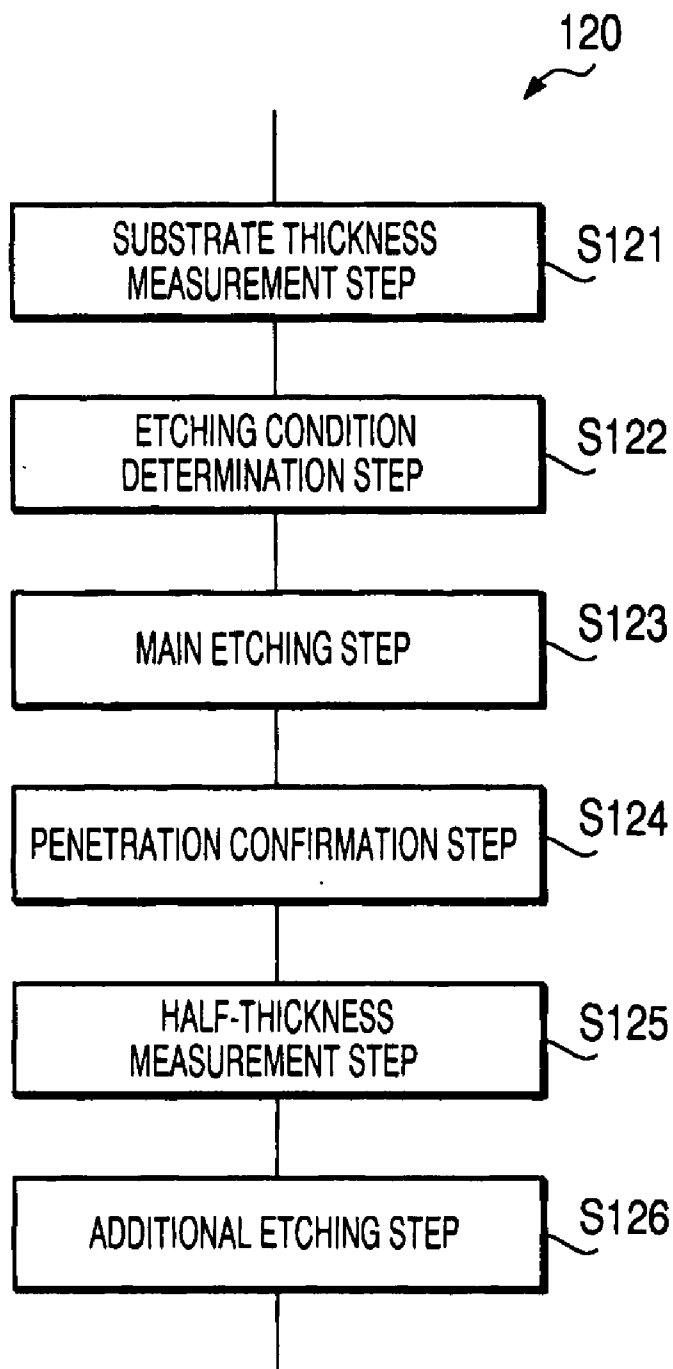 120
SUBSTRATE THICKNESS
MEASUREMENT STEP
S121
ETCHING CONDITION
DETERMINATION STEP
S122
MAIN ETCHING STEP
S123
PENETRATION CONFIRMATION STEP
S124
HALF-THICKNESS
MEASUREMENT STEP
S125
ADDITIONAL ETCHING STEP
S126